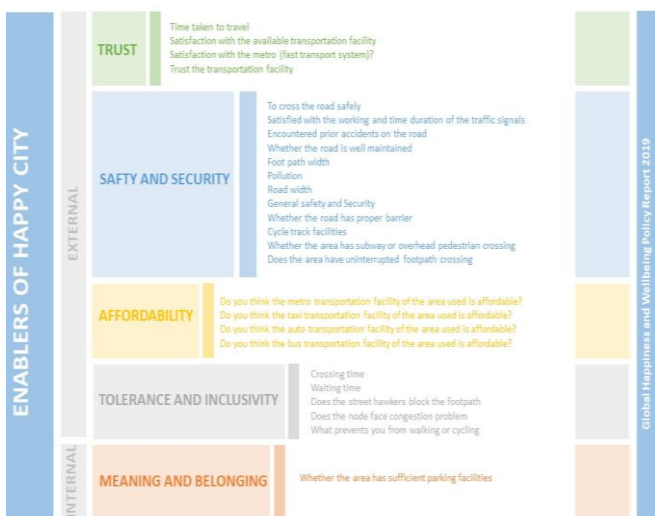 ENABLERS OF HAPPY CITY
EXTERNAL
TRUST
Time taken to travel
Satisfaction with the available transportation facility
Satisfaction with the metro (fast transport system)?
Trust the transportation facility
SAFTY AND SECURITY
To cross the road safely
Satisfied with the working and time duration of the traffic signals
Encountered prior accidents on the road
Whether the road is well maintained
Foot path width
Pollution
Road width
General safety and Security
Whether the road has proper barrier
Cycle track facilities
Whether the area has subway or overhead pedestrian crossing
Does the area have uninterrupted footpath crossing
AFFORDABILITY
Do you think the metro transportation facility of the area used is affordable?
Do you think the taxi transportation facility of the area used is affordable?
Do you think the auto transportation facility of the area used is affordable?
Do you think the bus transportation facility of the area used is affordable?
TOLERANCE AND INCLUSIVITY
Crossing time
Waiting time
Does the street hawkers block the footpath
Does the node face congestion problem
What prevents you from walking or cycling
INTERNAL
MEANING AND BELONGING
Whether the area has sufficient parking facilities
Global Happiness and Wellbeing Policy Report 2019